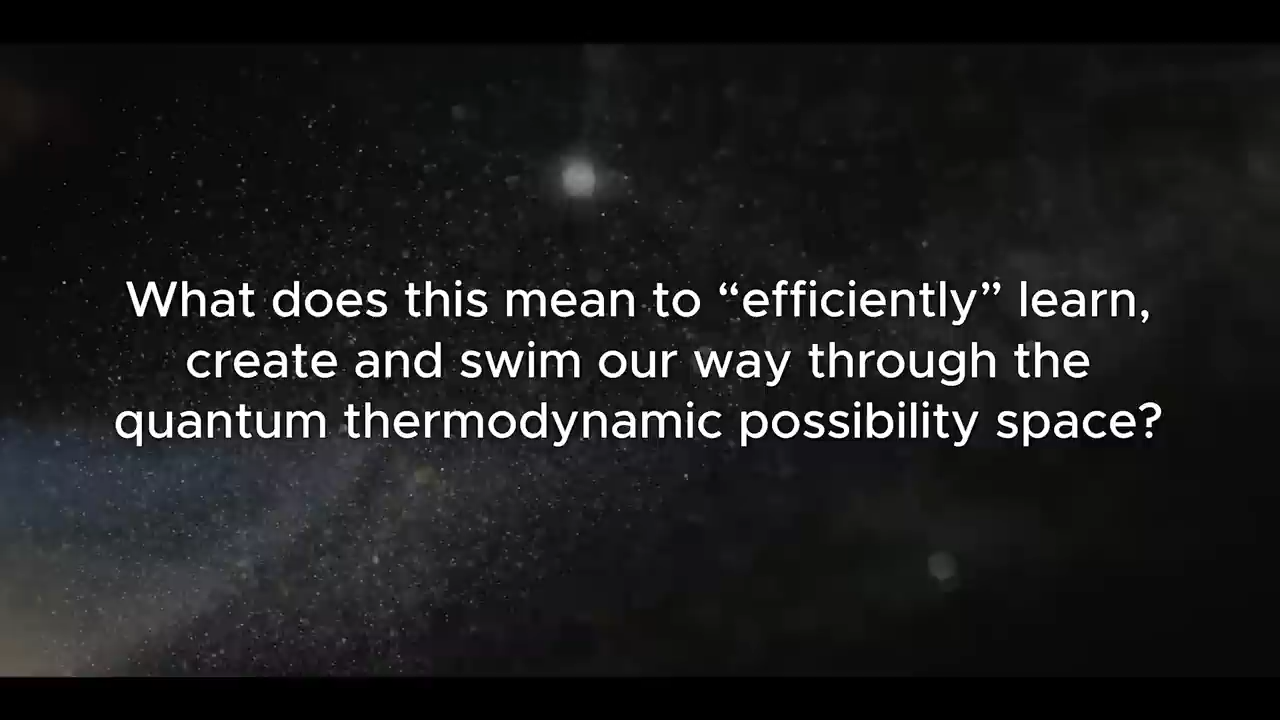 What does this mean to “efficiently” learn,
create and swim our way through the
quantum thermodynamic possibility space?